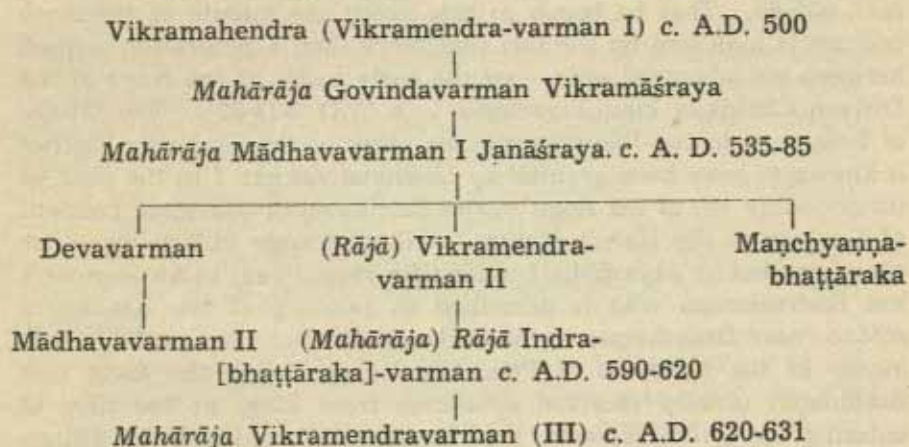 Vikramahendra (Vikramendra-varman I) c. A.D. 500
Mahārāja Govindavarman Vikramāśraya
Mahārāja Mādhavavarman I Janāśraya. c. A. D. 535-85
Devavarman (Rājā) Vikramendra- Maṇchyaṇṇa-
varman II bhaṭṭāraka
Mādhavavarman II (Mahārāja) Rājā Indra-
[bhaṭṭāraka]-varman c. A.D. 590-620
Mahārāja Vikramendravarman (III) c. A.D. 620-631